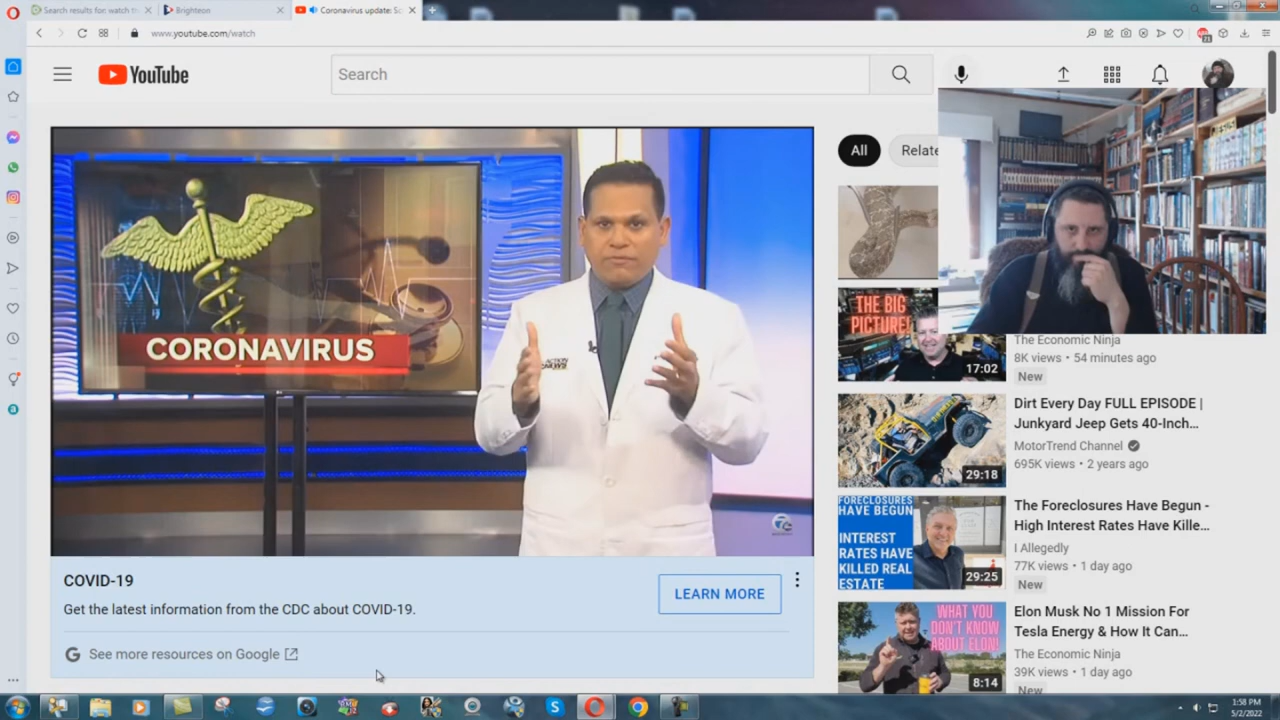 Search results for: watch th
Brighteon
Coronavirus update: Sc
www.youtube.com/watch
YouTube
Search
All
Relate
CORONAVIRUS
THE BIG
PICTURE!
17:02
The Economic Ninja
8K views • 54 minutes ago
New
29:18
Dirt Every Day FULL EPISODE |
Junkyard Jeep Gets 40-Inch...
MotorTrend Channel
695K views • 2 years ago
FORECLOSURES
HAVE BEGUN
INTEREST
RATES HAVE
KILLED REAL
ESTATE
29:25
The Foreclosures Have Begun -
High Interest Rates Have Kille...
I Allegedly
77K views • 1 day ago
New
COVID-19
Get the latest information from the CDC about COVID-19.
LEARN MORE
See more resources on Google
WHAT YOU
DON'T KNOW
ABOUT ELON!
8:14
Elon Musk No 1 Mission For
Tesla Energy & How It Can...
The Economic Ninja
39K views • 1 day ago
New
1:58 PM
5/2/2022